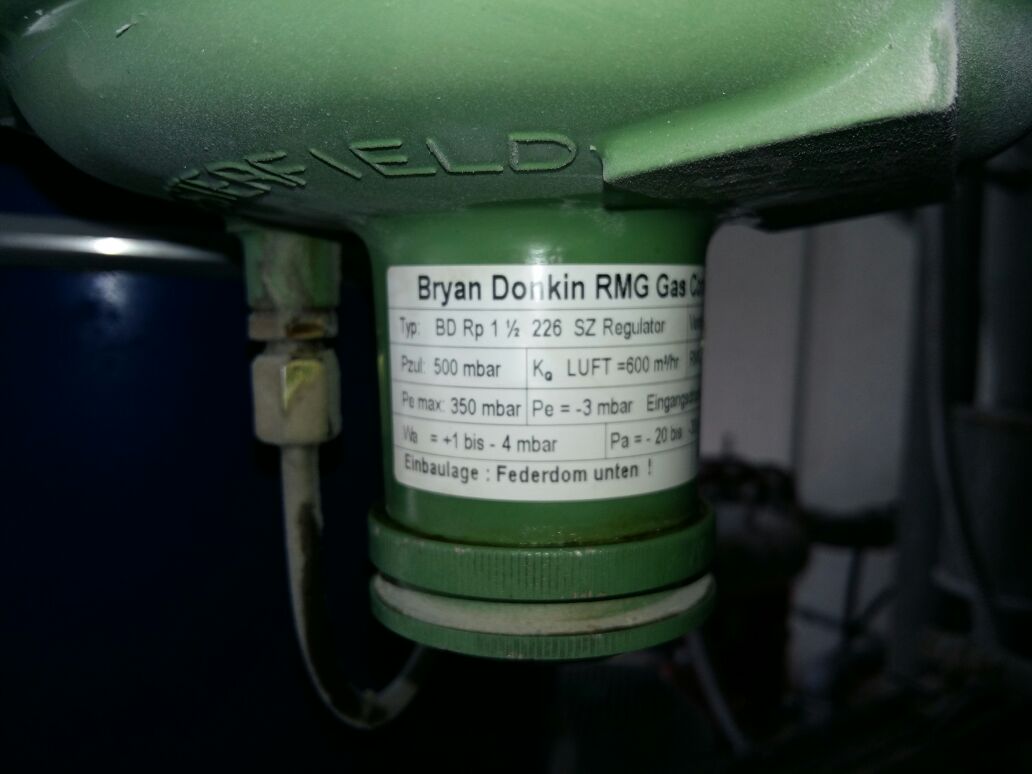 FIELD
Bryan Donkin RMG Gas
Typ: BD Rp 1 ½ 226 SZ Regulator
Pzul: 500 mbar K_Q LUFT =600 m³/hr
Pe max: 350 mbar Pe = -3 mbar
Wa = +1 bis - 4 mbar Pa = - 20 bis
Einbaulage : Federdom unten !